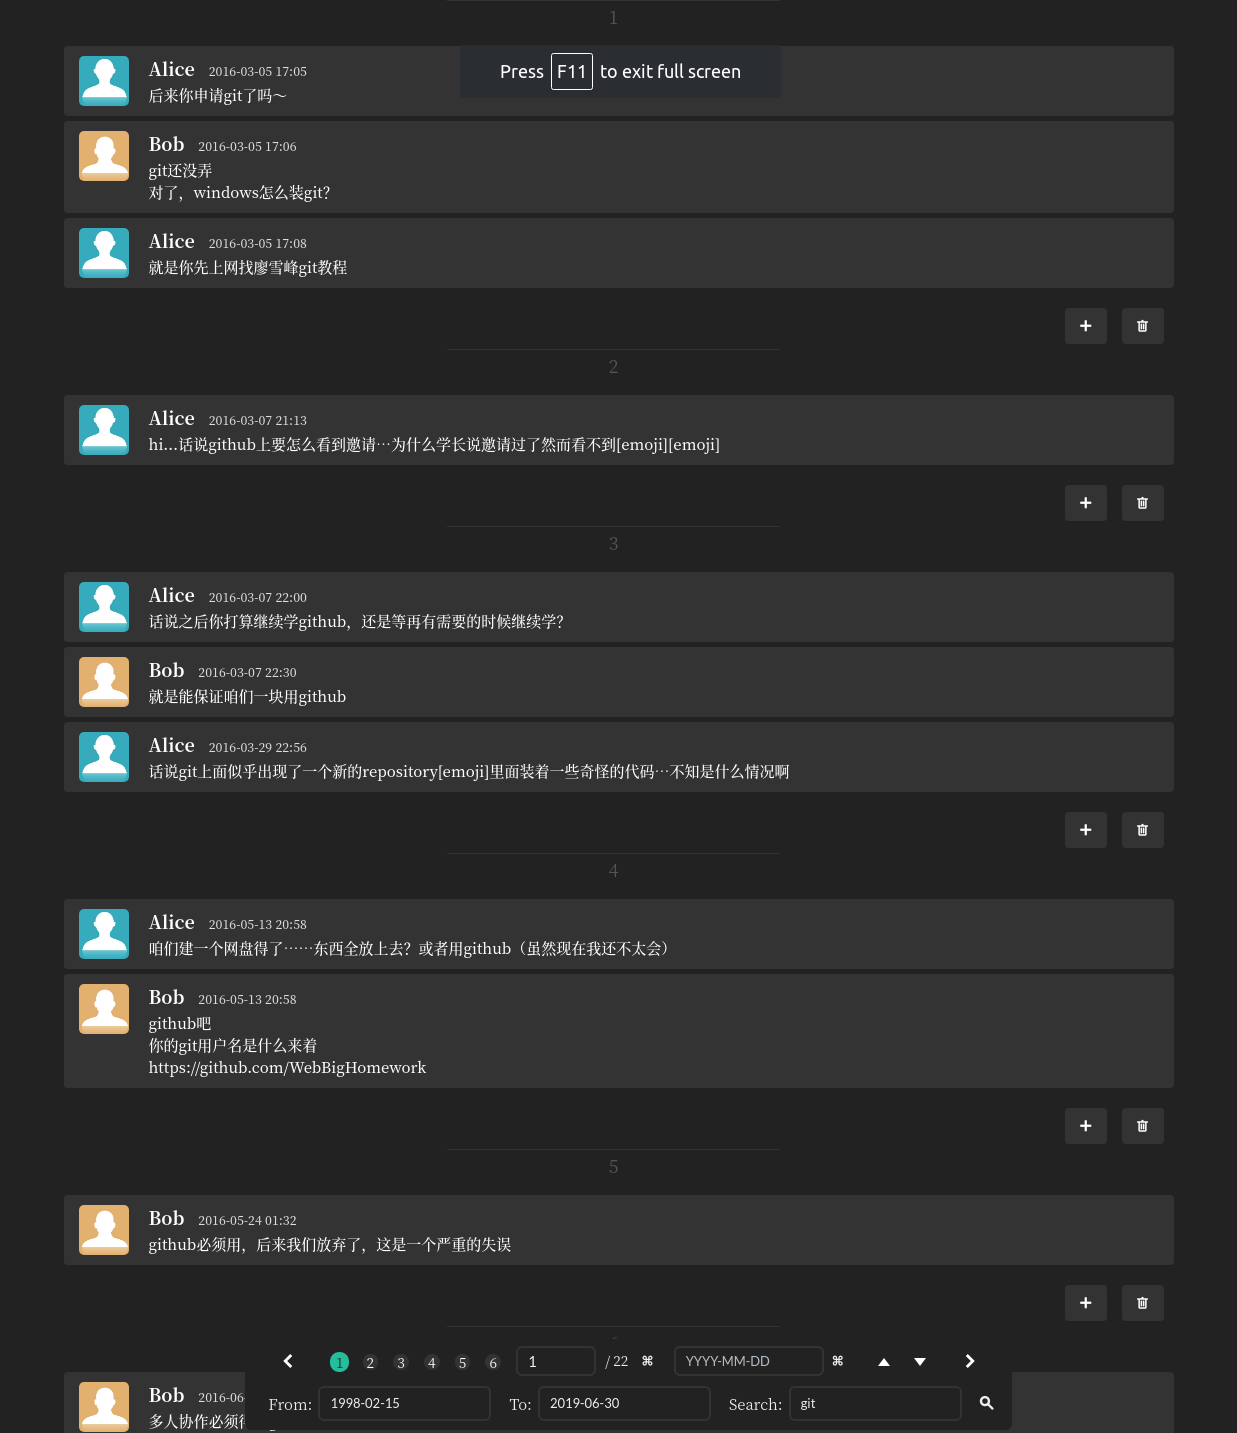 1
Alice 2016-03-05 17:05
后来你申请git了吗～
Press F11 to exit full screen
Bob 2016-03-05 17:06
git还没弄
对了，windows怎么装git？
Alice 2016-03-05 17:08
就是你先上网找廖雪峰git教程
2
Alice 2016-03-07 21:13
hi...话说github上要怎么看到邀请…为什么学长说邀请过了然而看不到[emoji][emoji]
3
Alice 2016-03-07 22:00
话说之后你打算继续学github，还是等再有需要的时候继续学？
Bob 2016-03-07 22:30
就是能保证咱们一块用github
Alice 2016-03-29 22:56
话说git上面似乎出现了一个新的repository[emoji]里面装着一些奇怪的代码…不知是什么情况啊
4
Alice 2016-05-13 20:58
咱们建一个网盘得了……东西全放上去？或者用github（虽然现在我还不太会）
Bob 2016-05-13 20:58
github吧
你的git用户名是什么来着
https://github.com/WebBigHomework
5
Bob 2016-05-24 01:32
github必须用，后来我们放弃了，这是一个严重的失误
1 2 3 4 5 6 1 / 22 ⌘ YYYY-MM-DD ⌘
Bob 2016-06-
From: 1998-02-15 To: 2019-06-30 Search: git
多人协作必须